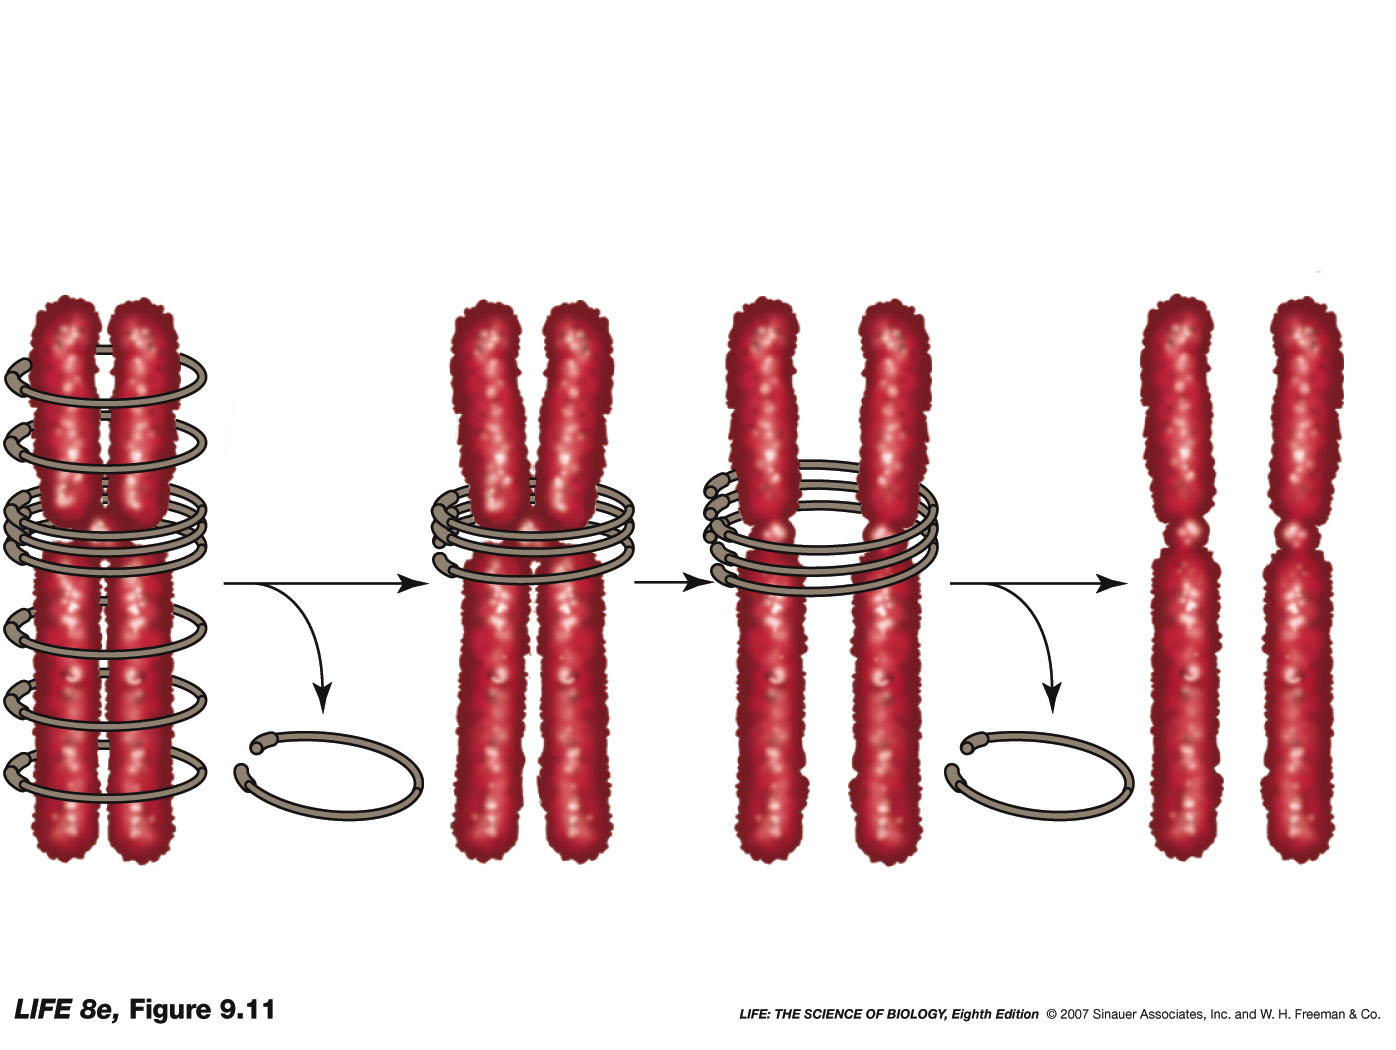 LIFE 8e, Figure 9.11
LIFE: THE SCIENCE OF BIOLOGY, Eighth Edition © 2007 Sinauer Associates, Inc. and W. H. Freeman & Co.